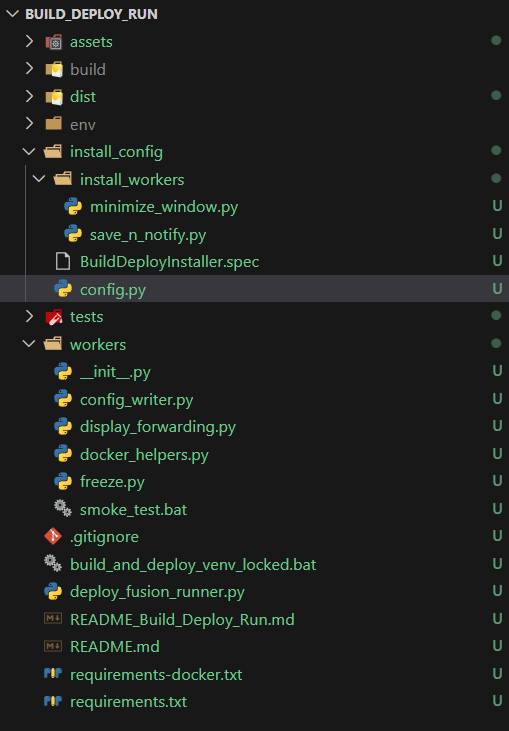 BUILD_DEPLOY_RUN
assets
build
dist
env
install_config
install_workers
minimize_window.py U
save_n_notify.py U
BuildDeployInstaller.spec U
config.py U
tests
workers
__init__.py U
config_writer.py U
display_forwarding.py U
docker_helpers.py U
freeze.py U
smoke_test.bat U
.gitignore U
build_and_deploy_venv_locked.bat U
deploy_fusion_runner.py U
README_Build_Deploy_Run.md U
README.md U
requirements-docker.txt U
requirements.txt U